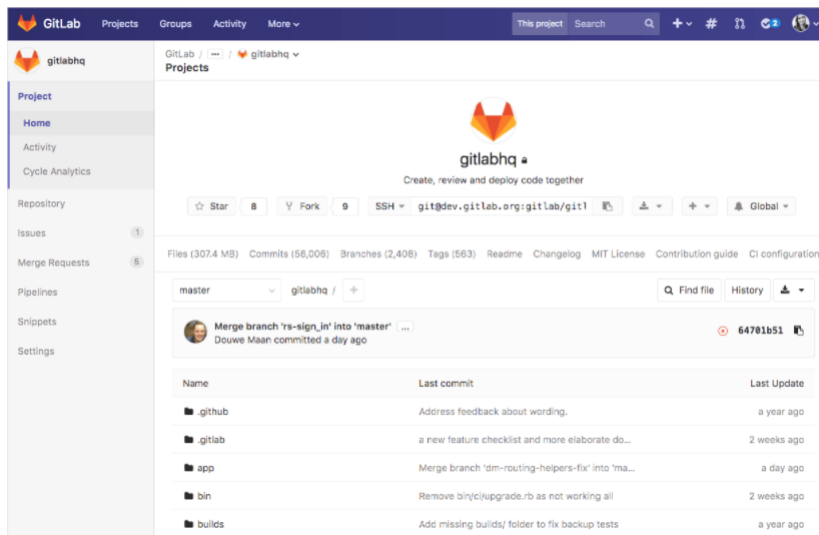 GitLab Projects Groups Activity More This project Search 2
gitlabhq
GitLab / ... / gitlabhq
Projects
Project
Home
Activity
Cycle Analytics
Repository
Issues 1
Merge Requests 5
Pipelines
Snippets
Settings
gitlabhq
Create, review and deploy code together
Star 8 Fork 9 SSH git@dev.gitlab.org:gitlab/gitl Global
Files (307.4 MB) Commits (56,006) Branches (2,408) Tags (563) Readme Changelog MIT License Contribution guide CI configuration
master gitlabhq / + Find file History
Merge branch 'rs-sign_in' into 'master' ...
Douwe Maan committed a day ago
64701b51
Name Last commit Last Update
.github Address feedback about wording. a year ago
.gitlab a new feature checklist and more elaborate do... 2 weeks ago
app Merge branch 'dm-routing-helpers-fix' into 'ma... a day ago
bin Remove bin/ci/upgrade.rb as not working all 2 weeks ago
builds Add missing builds/ folder to fix backup tests a year ago